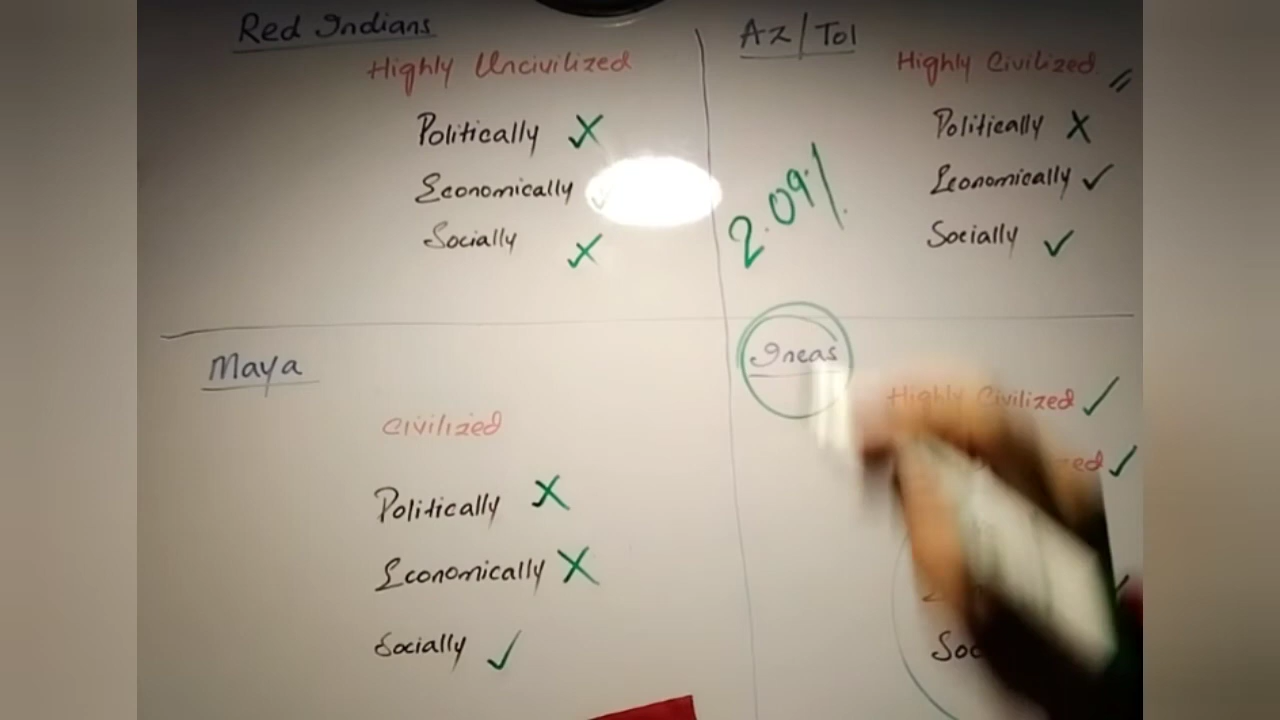 Red Indians
Highly Uncivilized
Politically ✗
Economically
Socially ✗
Az/Tol
Highly Civilized
Politically ✗
Economically ✓
Socially ✓
2.09%
Maya
Civilized
Politically ✗
Economically ✗
Socially ✓
Incas
Highly Civilized ✓